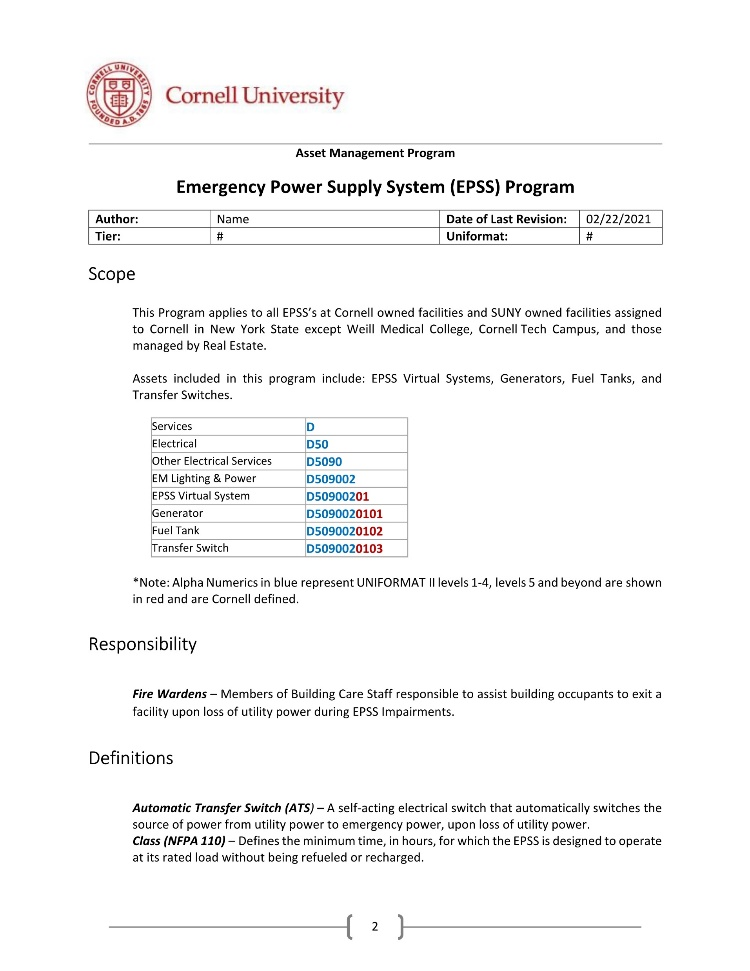 Cornell University
Asset Management Program
Emergency Power Supply System (EPSS) Program
Author: Name Date of Last Revision: 02/22/2021
Tier: # Uniformat: #
Scope
This Program applies to all EPSS's at Cornell owned facilities and SUNY owned facilities assigned
to Cornell in New York State except Weill Medical College, Cornell Tech Campus, and those
managed by Real Estate.
Assets included in this program include: EPSS Virtual Systems, Generators, Fuel Tanks, and
Transfer Switches.
Services D
Electrical D50
Other Electrical Services D5090
EM Lighting & Power D509002
EPSS Virtual System D50900201
Generator D5090020101
Fuel Tank D5090020102
Transfer Switch D5090020103
*Note: Alpha Numerics in blue represent UNIFORMAT II levels 1-4, levels 5 and beyond are shown
in red and are Cornell defined.
Responsibility
Fire Wardens – Members of Building Care Staff responsible to assist building occupants to exit a
facility upon loss of utility power during EPSS Impairments.
Definitions
Automatic Transfer Switch (ATS) – A self-acting electrical switch that automatically switches the
source of power from utility power to emergency power, upon loss of utility power.
Class (NFPA 110) – Defines the minimum time, in hours, for which the EPSS is designed to operate
at its rated load without being refueled or recharged.
2